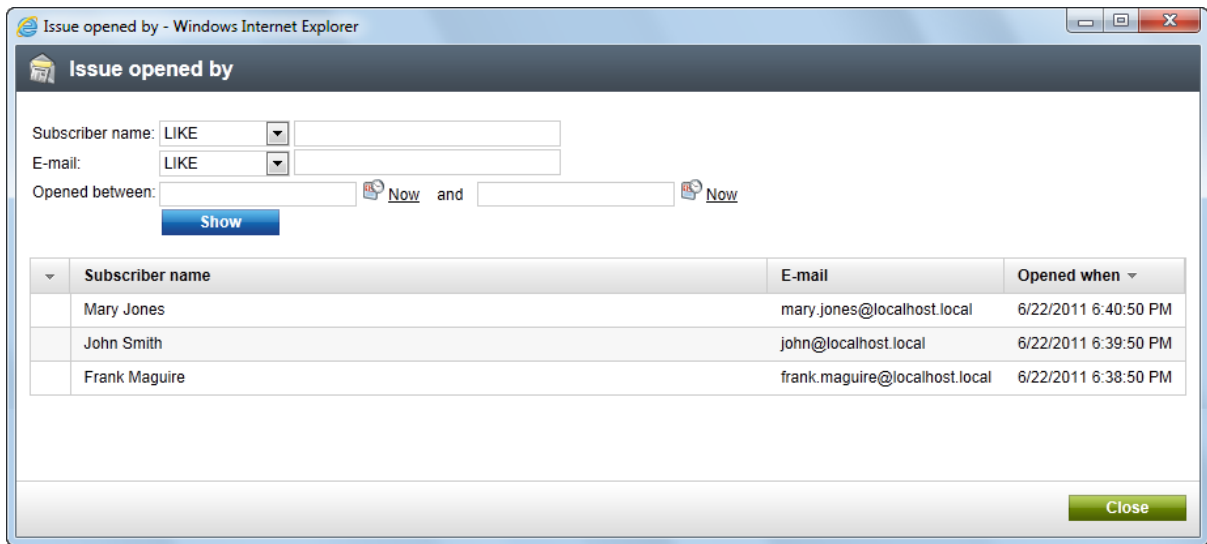 Issue opened by - Windows Internet Explorer
Issue opened by
Subscriber name: LIKE
E-mail: LIKE
Opened between: Now and Now
Show
Subscriber name E-mail Opened when
Mary Jones mary.jones@localhost.local 6/22/2011 6:40:50 PM
John Smith john@localhost.local 6/22/2011 6:39:50 PM
Frank Maguire frank.maguire@localhost.local 6/22/2011 6:38:50 PM
Close